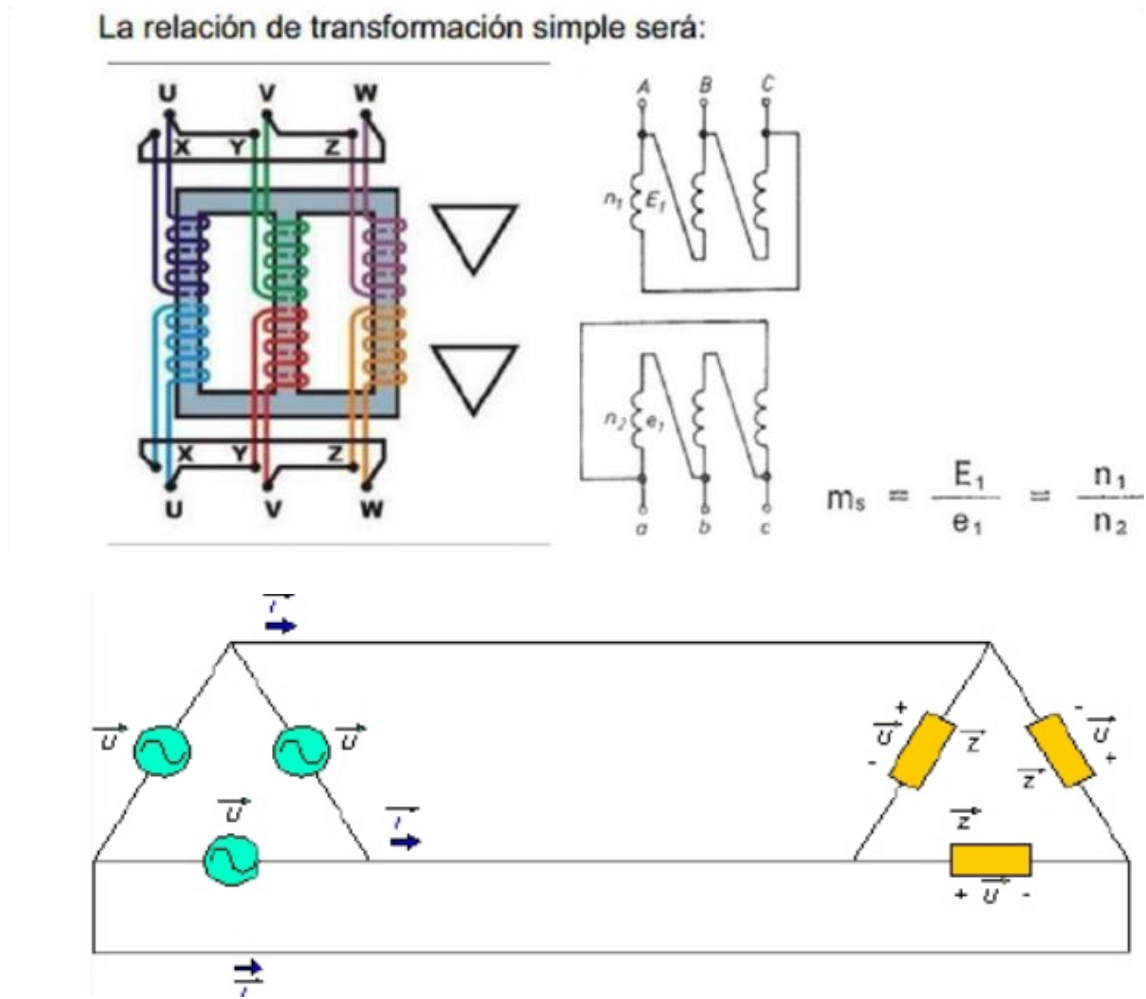 La relación de transformación simple será:
U V W
X Y Z
X Y Z
U V W
A B C
n₁ E₁
n₂ e₁
a b c
mₛ = E₁ / e₁ = n₁ / n₂
i
U U
U
i
i
+ U - Z
- U + Z
Z
+ U -